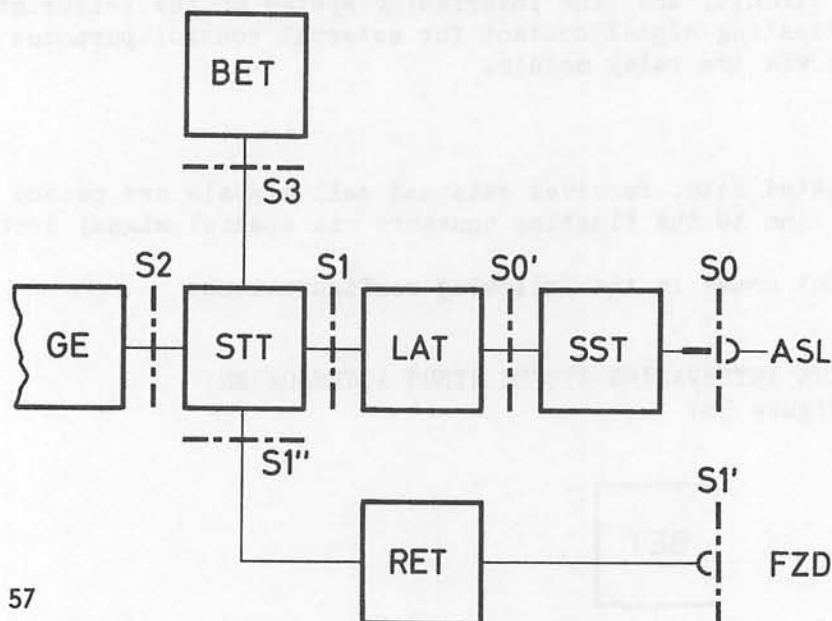 BET
S3
S2 S1 S0' S0
GE STT LAT SST ASL
S1''
S1'
RET FZD
57